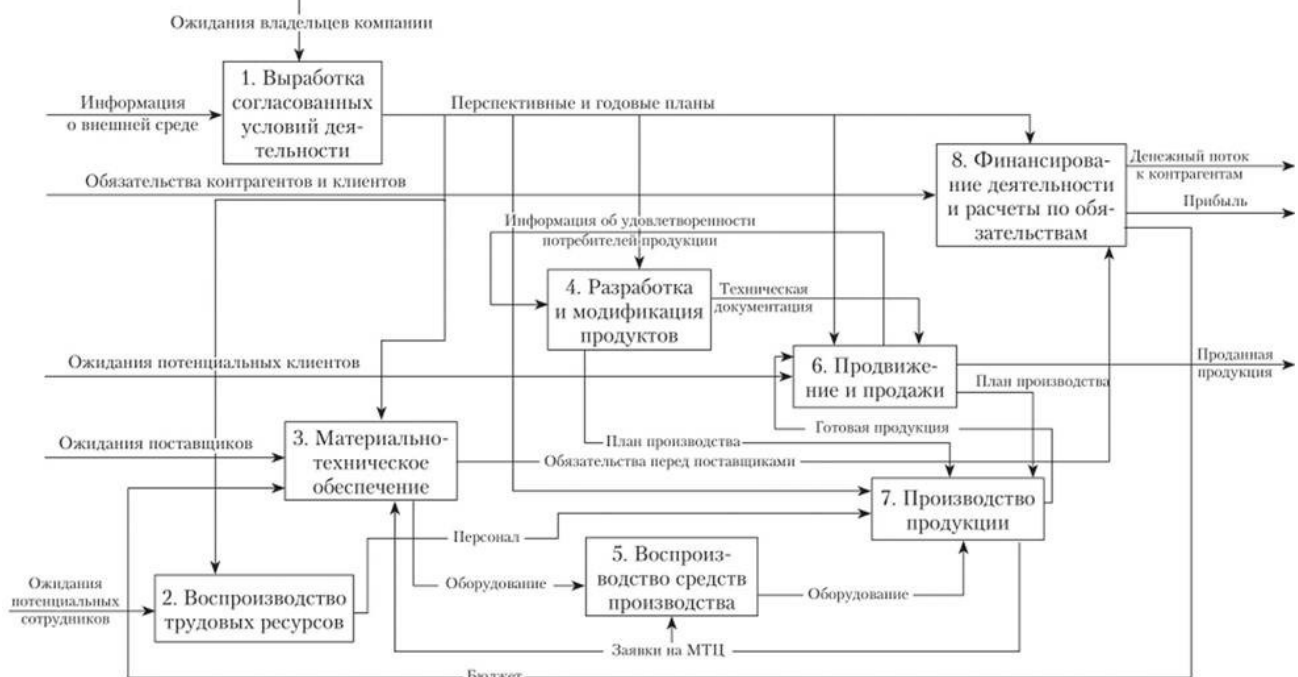 Ожидания владельцев компании
1. Выработка
согласованных
условий дея-
тельности
Информация
о внешней среде
Перспективные и годовые планы
8. Финансирова-
ние деятельности
и расчеты по обя-
зательствам
Денежный поток
к контрагентам
Прибыль
Обязательства контрагентов и клиентов
Информация об удовлетворенности
потребителей продукции
4. Разработка
и модификация
продуктов
Техническая
документация
Ожидания потенциальных клиентов
6. Продвиже-
ние и продажи
Проданная
продукция
План производства
Готовая продукция
Ожидания поставщиков
3. Материально-
техническое
обеспечение
План производства
Обязательства перед поставщиками
7. Производство
продукции
Персонал
5. Воспроиз-
водство средств
производства
Оборудование
Оборудование
Ожидания
потенциальных
сотрудников
2. Воспроизводство
трудовых ресурсов
Заявки на МТЦ
Бюджет